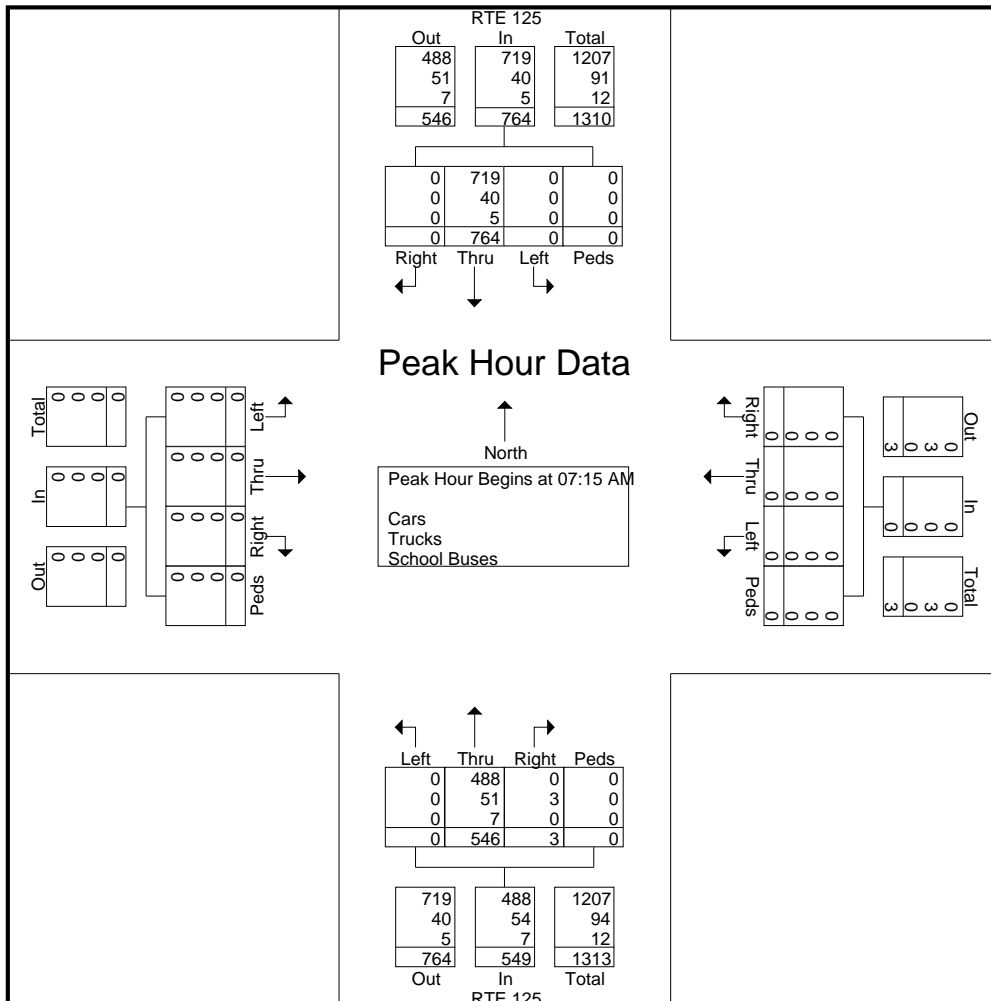 RTE 125
Out In Total
488 719 1207
51 40 91
7 5 12
546 764 1310
0 719 0 0
0 40 0 0
0 5 0 0
0 764 0 0
Right Thru Left Peds
Peak Hour Data
North
Peak Hour Begins at 07:15 AM
Cars
Trucks
School Buses
Total
0 0 0 0
In
0 0 0 0
Out
0 0 0 0
0 0 0 0
Left
0 0 0 0
Thru
0 0 0 0
Right
0 0 0 0
Peds
Right
0 0 0 0
Thru
0 0 0 0
Left
0 0 0 0
Peds
0 0 0 0
Out
0 3 0 3
In
0 0 0 0
Total
0 3 0 3
Left Thru Right Peds
0 488 0 0
0 51 3 0
0 7 0 0
0 546 3 0
719 488 1207
40 54 94
5 7 12
764 549 1313
Out In Total
RTE 125